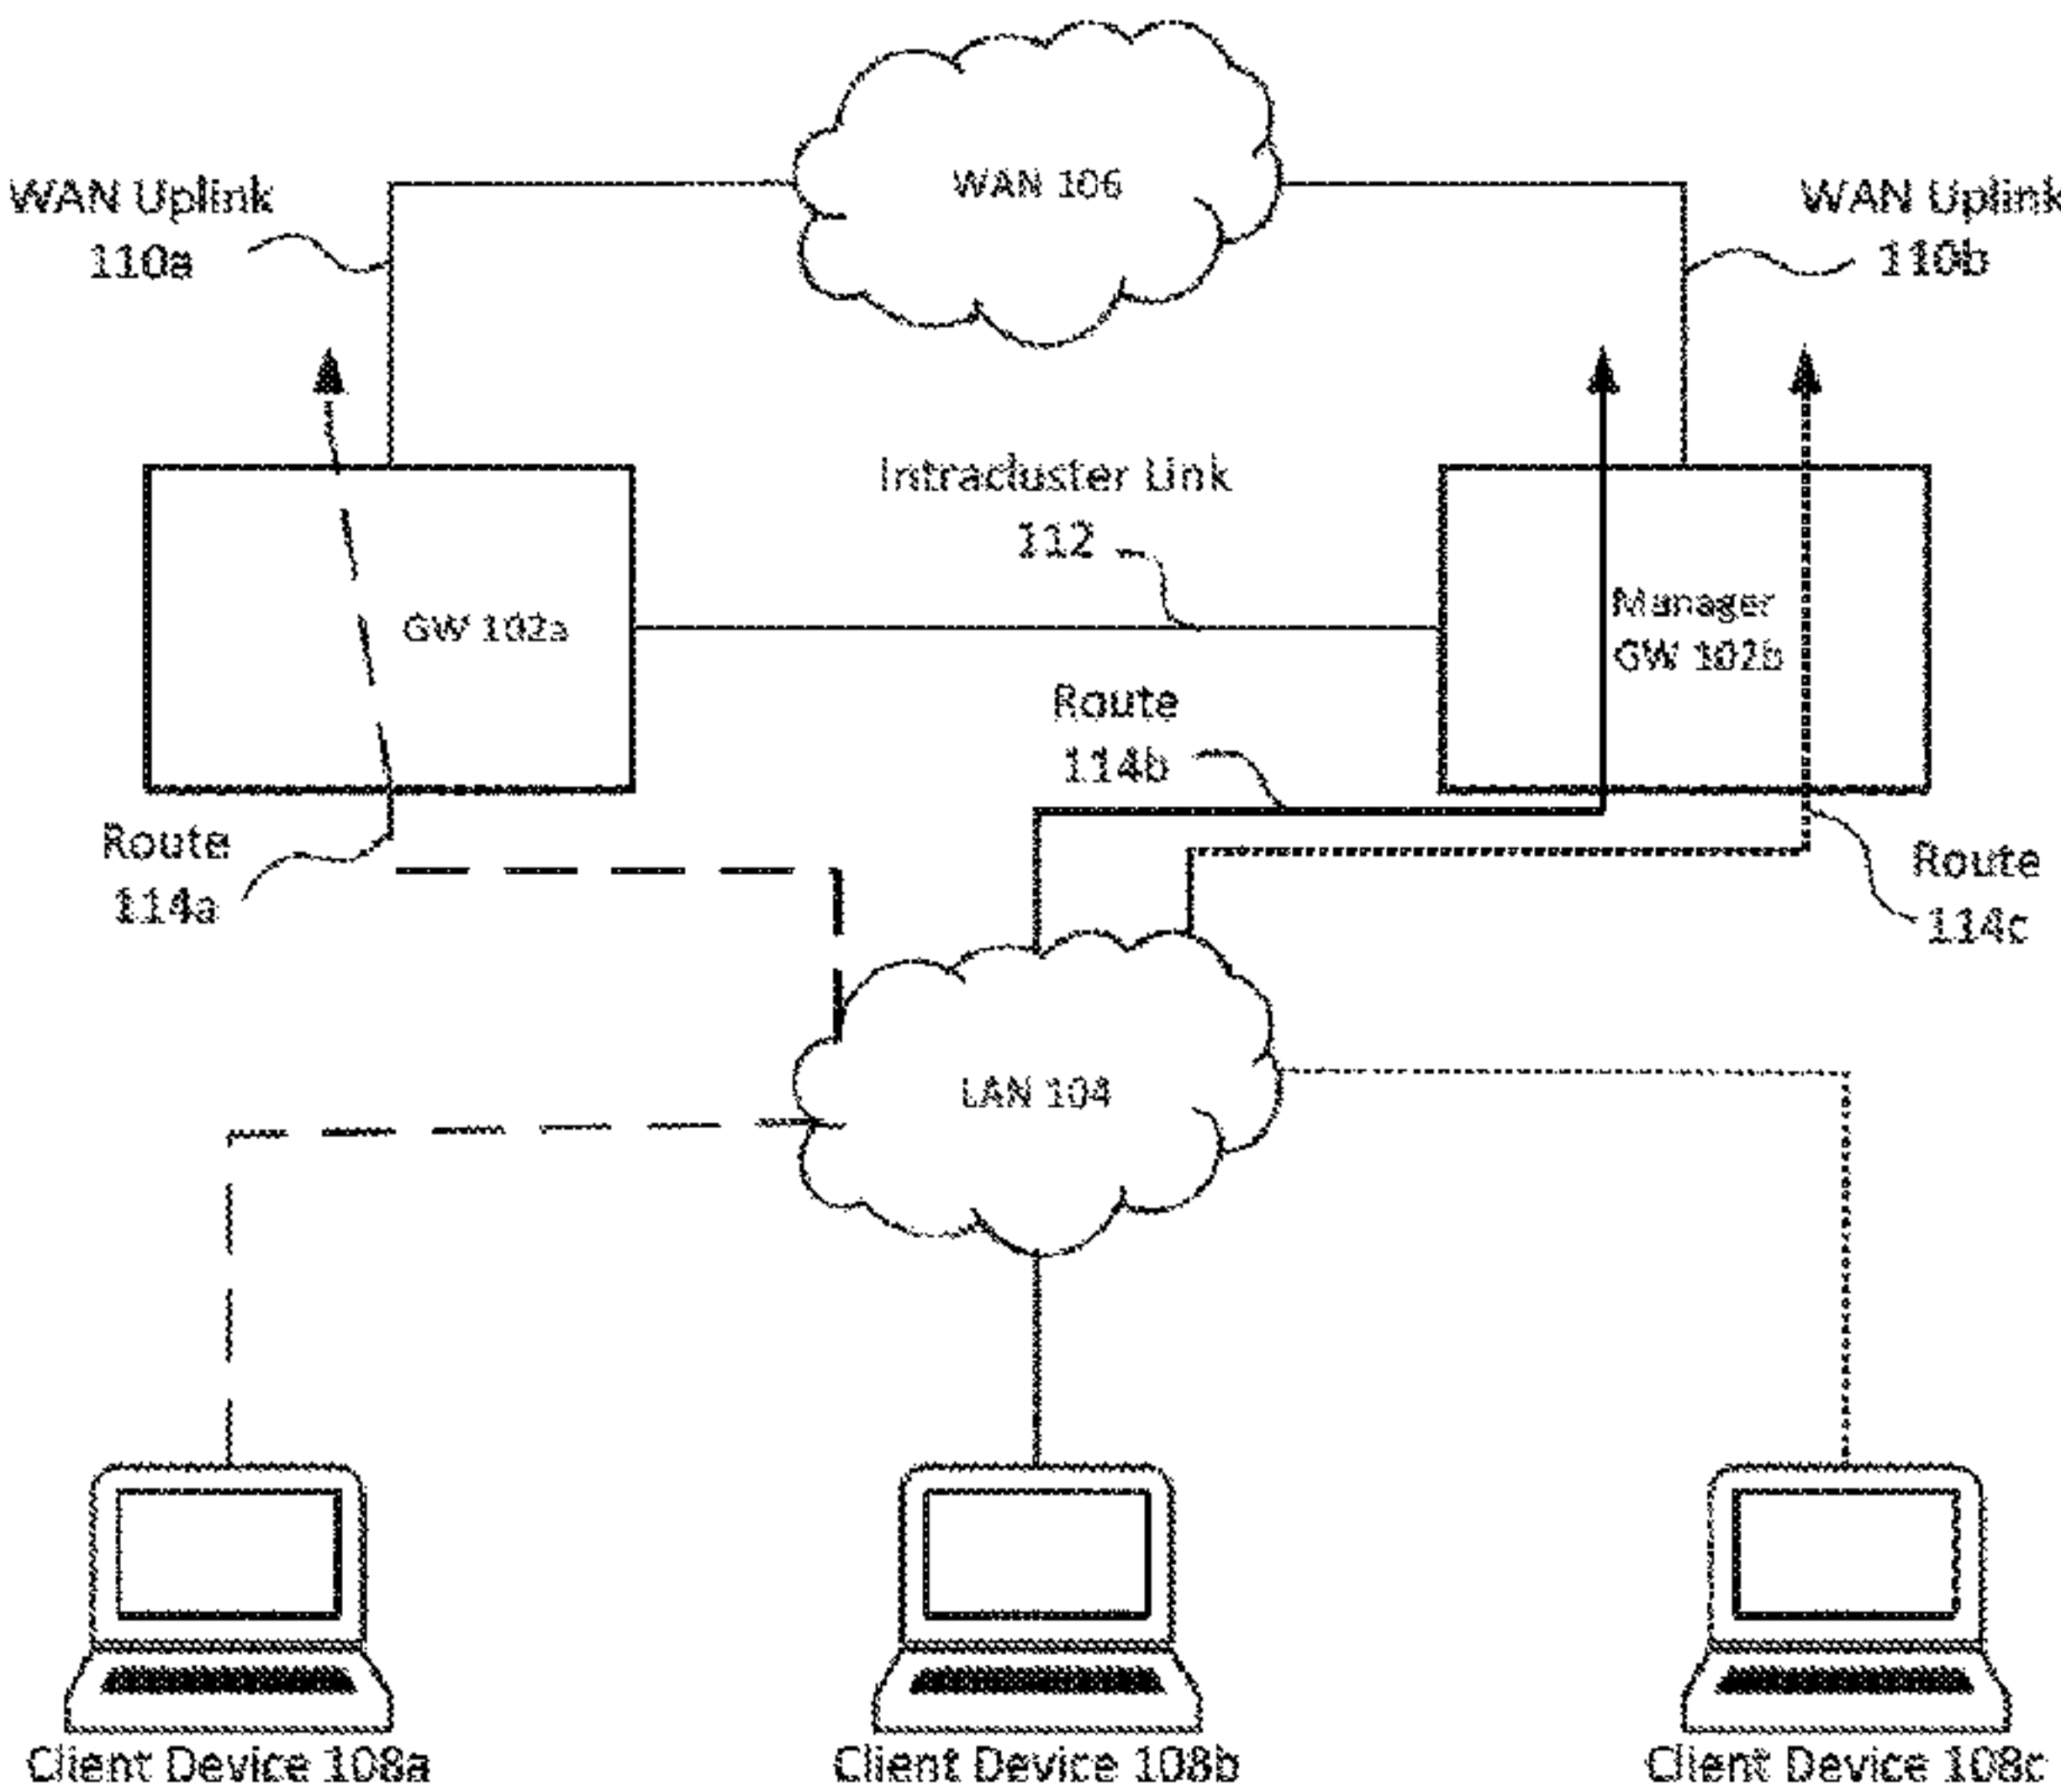 WAN 106
WAN Uplink
110a
WAN Uplink
110b
Intracluster Link
112
GW 102a
Manager
GW 102b
Route
114b
Route
114a
Route
114c
LAN 104
Client Device 108a
Client Device 108b
Client Device 108c